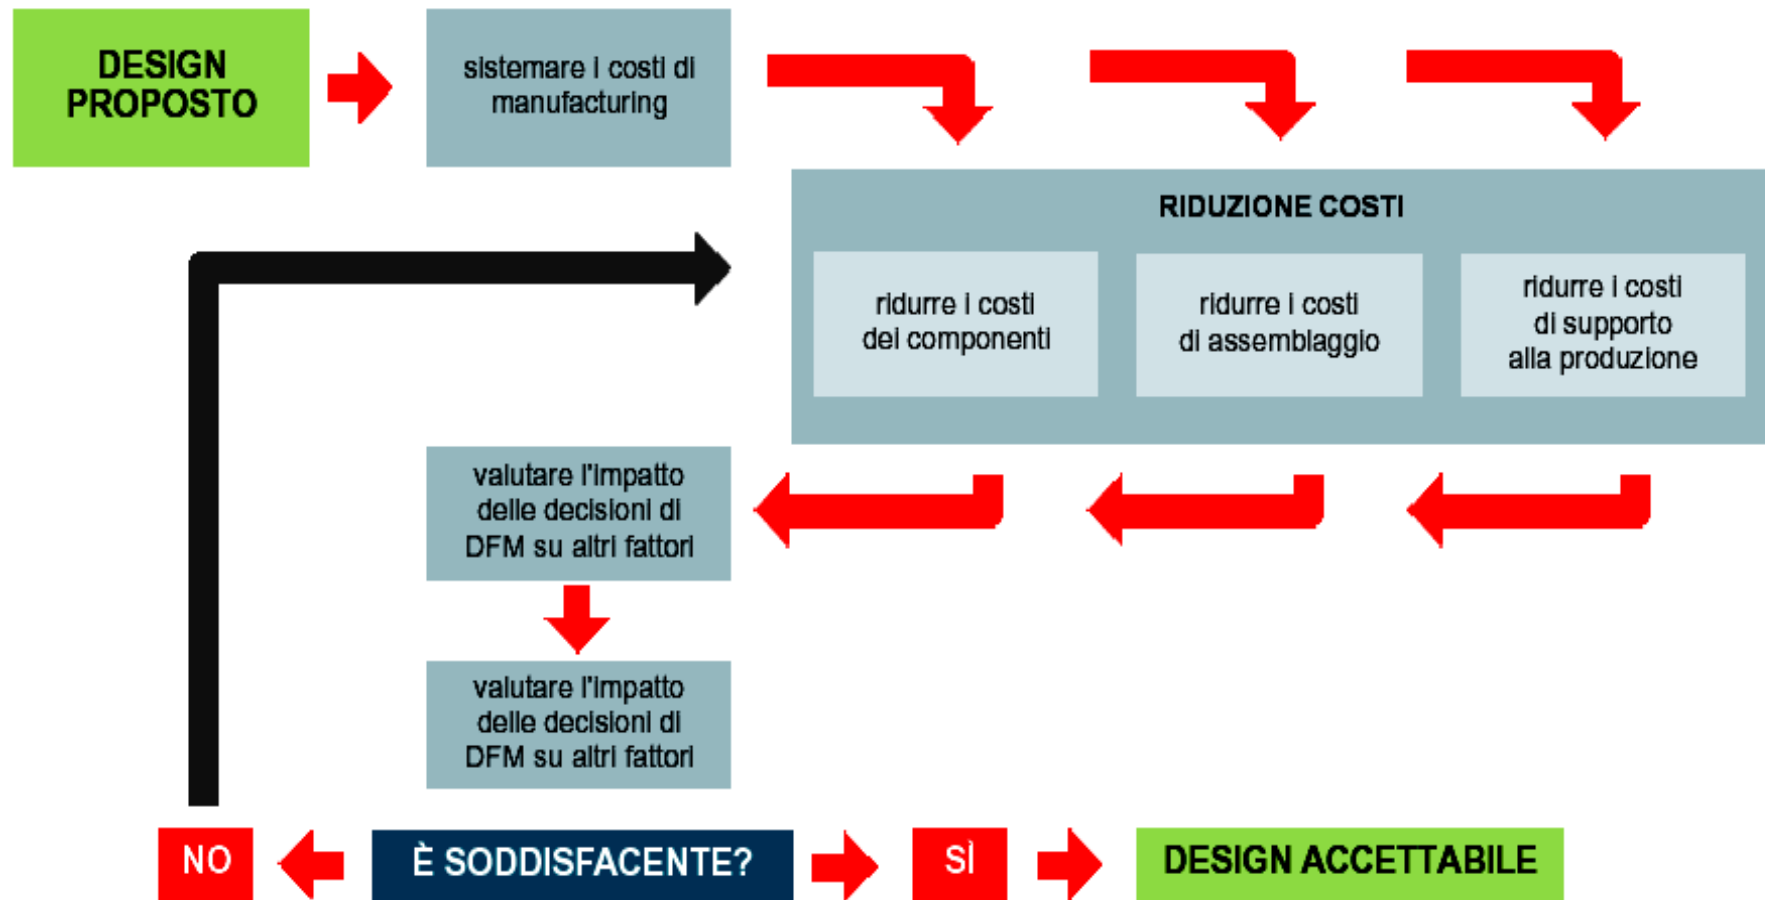 DESIGN
PROPOSTO
sistemare i costi di
manufacturing
RIDUZIONE COSTI
ridurre i costi
dei componenti
ridurre i costi
di assemblaggio
ridurre i costi
di supporto
alla produzione
valutare l'impatto
delle decisioni di
DFM su altri fattori
valutare l'impatto
delle decisioni di
DFM su altri fattori
NO
È SODDISFACENTE?
SÌ
DESIGN ACCETTABILE